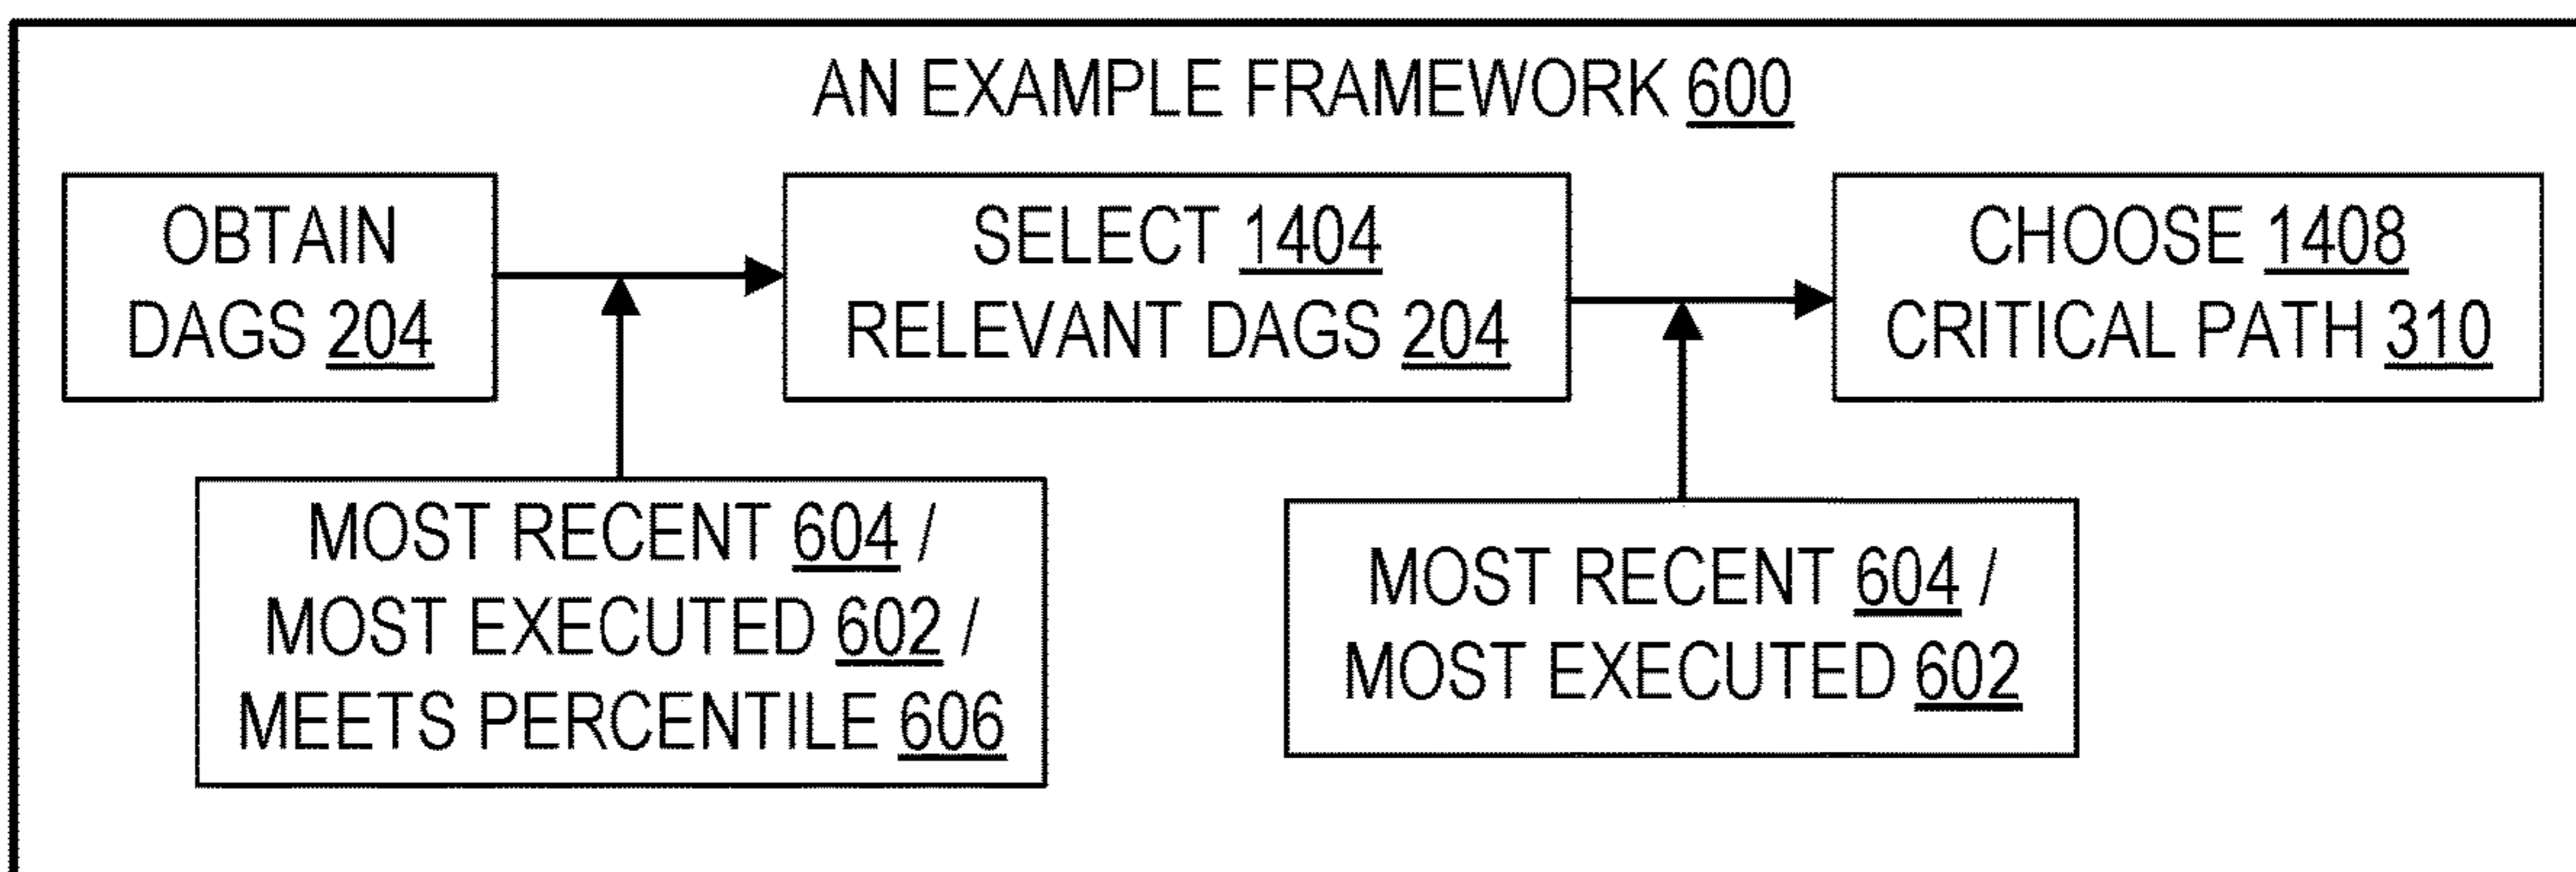 AN EXAMPLE FRAMEWORK 600
OBTAIN
DAGS 204
SELECT 1404
RELEVANT DAGS 204
CHOOSE 1408
CRITICAL PATH 310
MOST RECENT 604 /
MOST EXECUTED 602 /
MEETS PERCENTILE 606
MOST RECENT 604 /
MOST EXECUTED 602